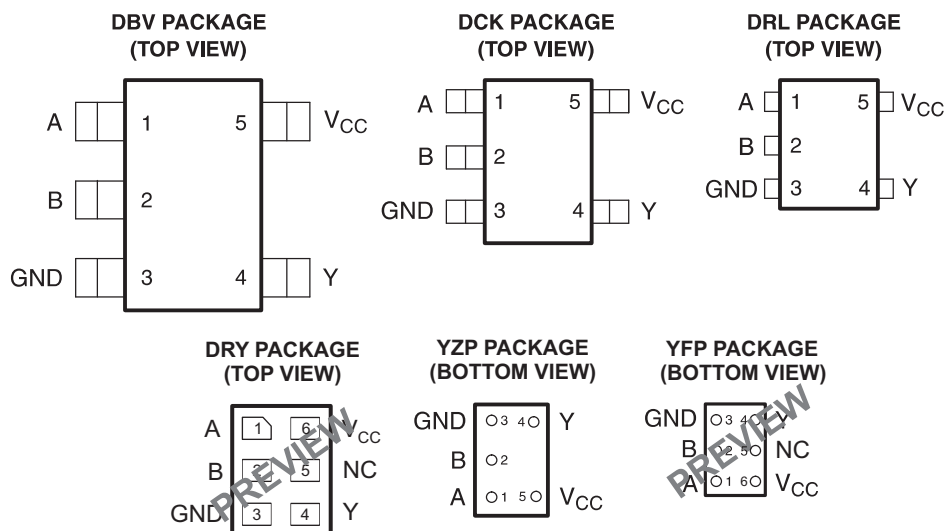 DBV PACKAGE
(TOP VIEW)
A 1 5 VCC
B 2
GND 3 4 Y
DCK PACKAGE
(TOP VIEW)
A 1 5 VCC
B 2
GND 3 4 Y
DRL PACKAGE
(TOP VIEW)
A 1 5 VCC
B 2
GND 3 4 Y
DRY PACKAGE
(TOP VIEW)
A 1 6 VCC
B 2 5 NC
GND 3 4 Y
PREVIEW
YZP PACKAGE
(BOTTOM VIEW)
GND 3 4 Y
B 2
A 1 5 VCC
YFP PACKAGE
(BOTTOM VIEW)
GND 3 4 Y
B 2 5 NC
A 1 6 VCC
PREVIEW